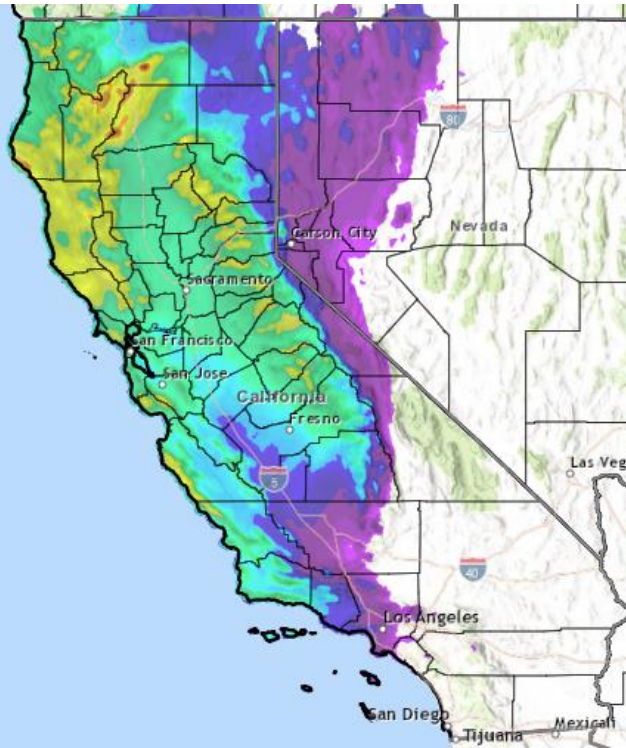 80
Nevada
Carson City
Sacramento
San Francisco
San Jose
California
Fresno
5
Las Veg
40
Los Angeles
San Diego
Tijuana
Mexicali